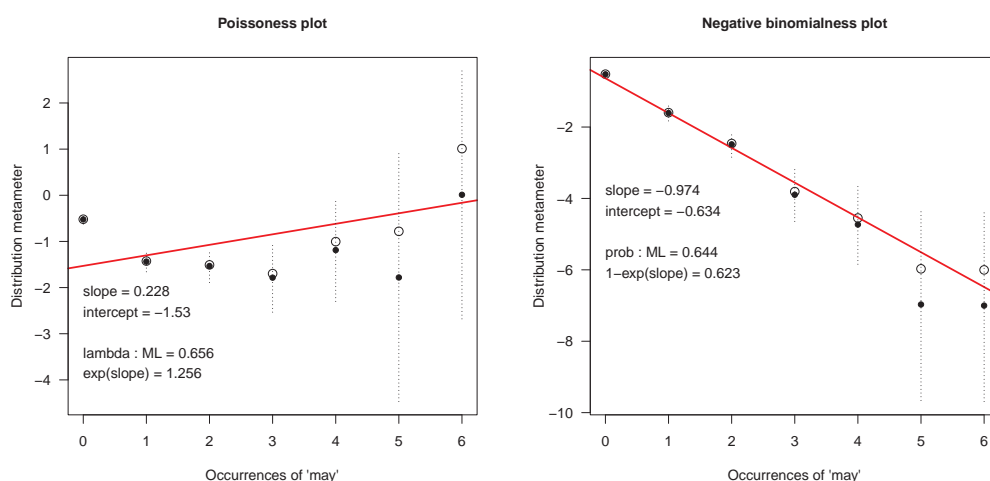 Poissoness plot
Distribution metameter
2
1
0
−1
−2
−3
−4
slope = 0.228
intercept = −1.53
lambda : ML = 0.656
exp(slope) = 1.256
0 1 2 3 4 5 6
Occurrences of 'may'
Negative binomialness plot
Distribution metameter
−2
−4
−6
−8
−10
slope = −0.974
intercept = −0.634
prob : ML = 0.644
1−exp(slope) = 0.623
0 1 2 3 4 5 6
Occurrences of 'may'